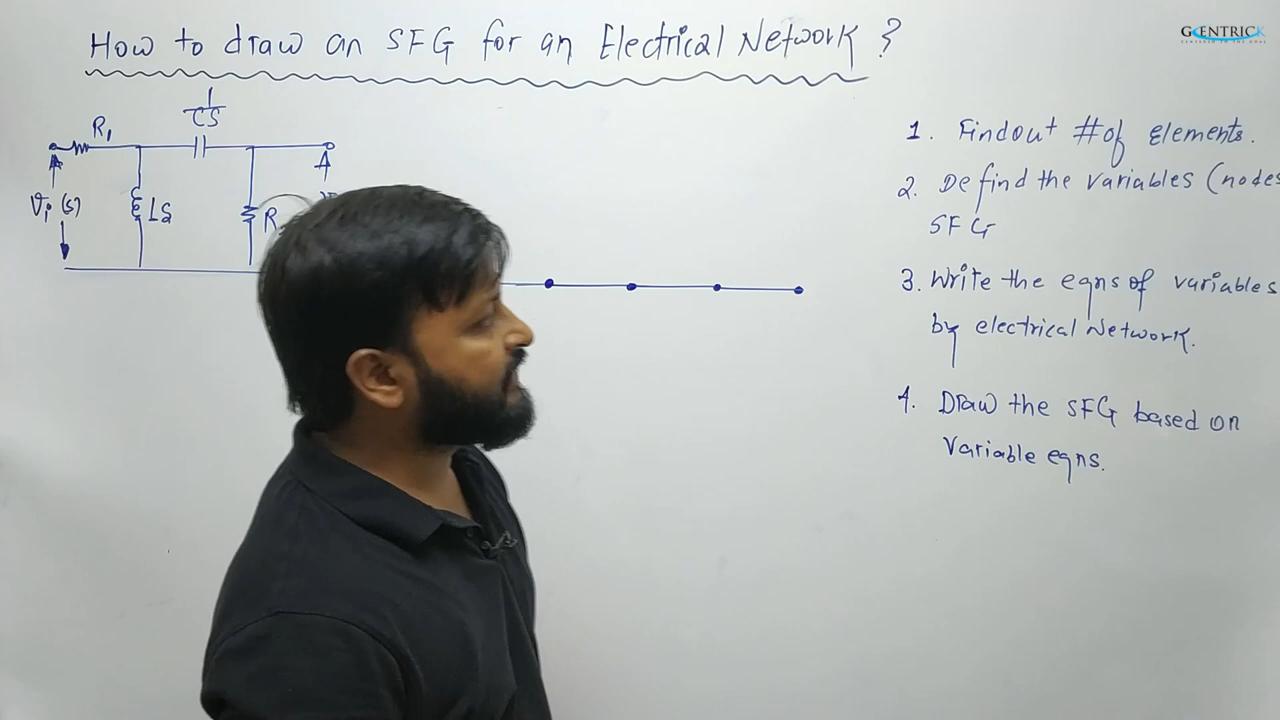 How to draw an SFG for an Electrical Network ?
GENTRICK
1/CS
R1
A
Vi(s)
LS
R
1. Findout # of elements.
2. Defind the variables (nodes
SFG
3. Write the eqns of variables
by electrical Network.
4. Draw the SFG based on
Variable eqns.